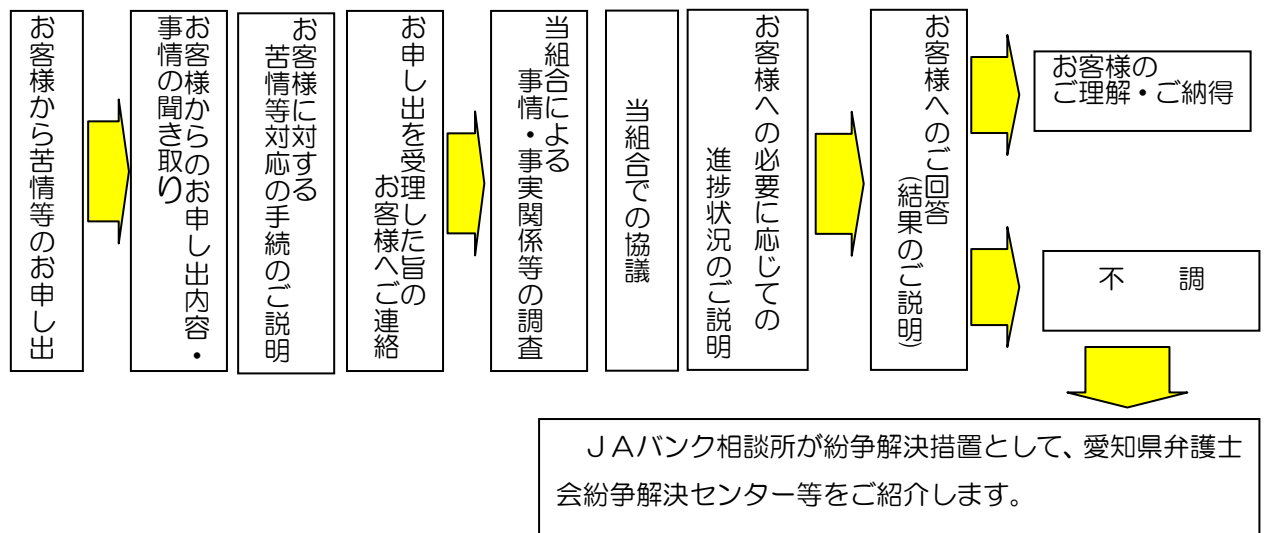 お客様から苦情等のお申し出
お客様からのお申し出内容・
事情の聞き取り
お客様に対する
苦情等対応の手続のご説明
お申し出を受理した旨の
お客様へご連絡
当組合による
事情・事実関係等の調査
当組合での協議
お客様への必要に応じての
進捗状況のご説明
お客様へのご回答
（結果のご説明）
お客様の
ご理解・ご納得
不　調
ＪＡバンク相談所が紛争解決措置として、愛知県弁護士
会紛争解決センター等をご紹介します。